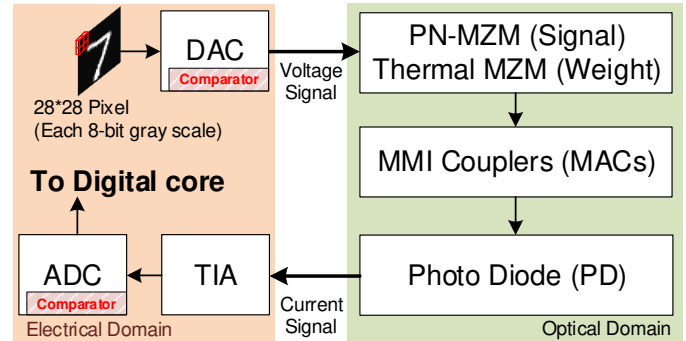 DAC
Comparator
28*28 Pixel
(Each 8-bit gray scale)
Voltage
Signal
PN-MZM (Signal)
Thermal MZM (Weight)
MMI Couplers (MACs)
Photo Diode (PD)
Optical Domain
Current
Signal
TIA
ADC
Comparator
To Digital core
Electrical Domain
7